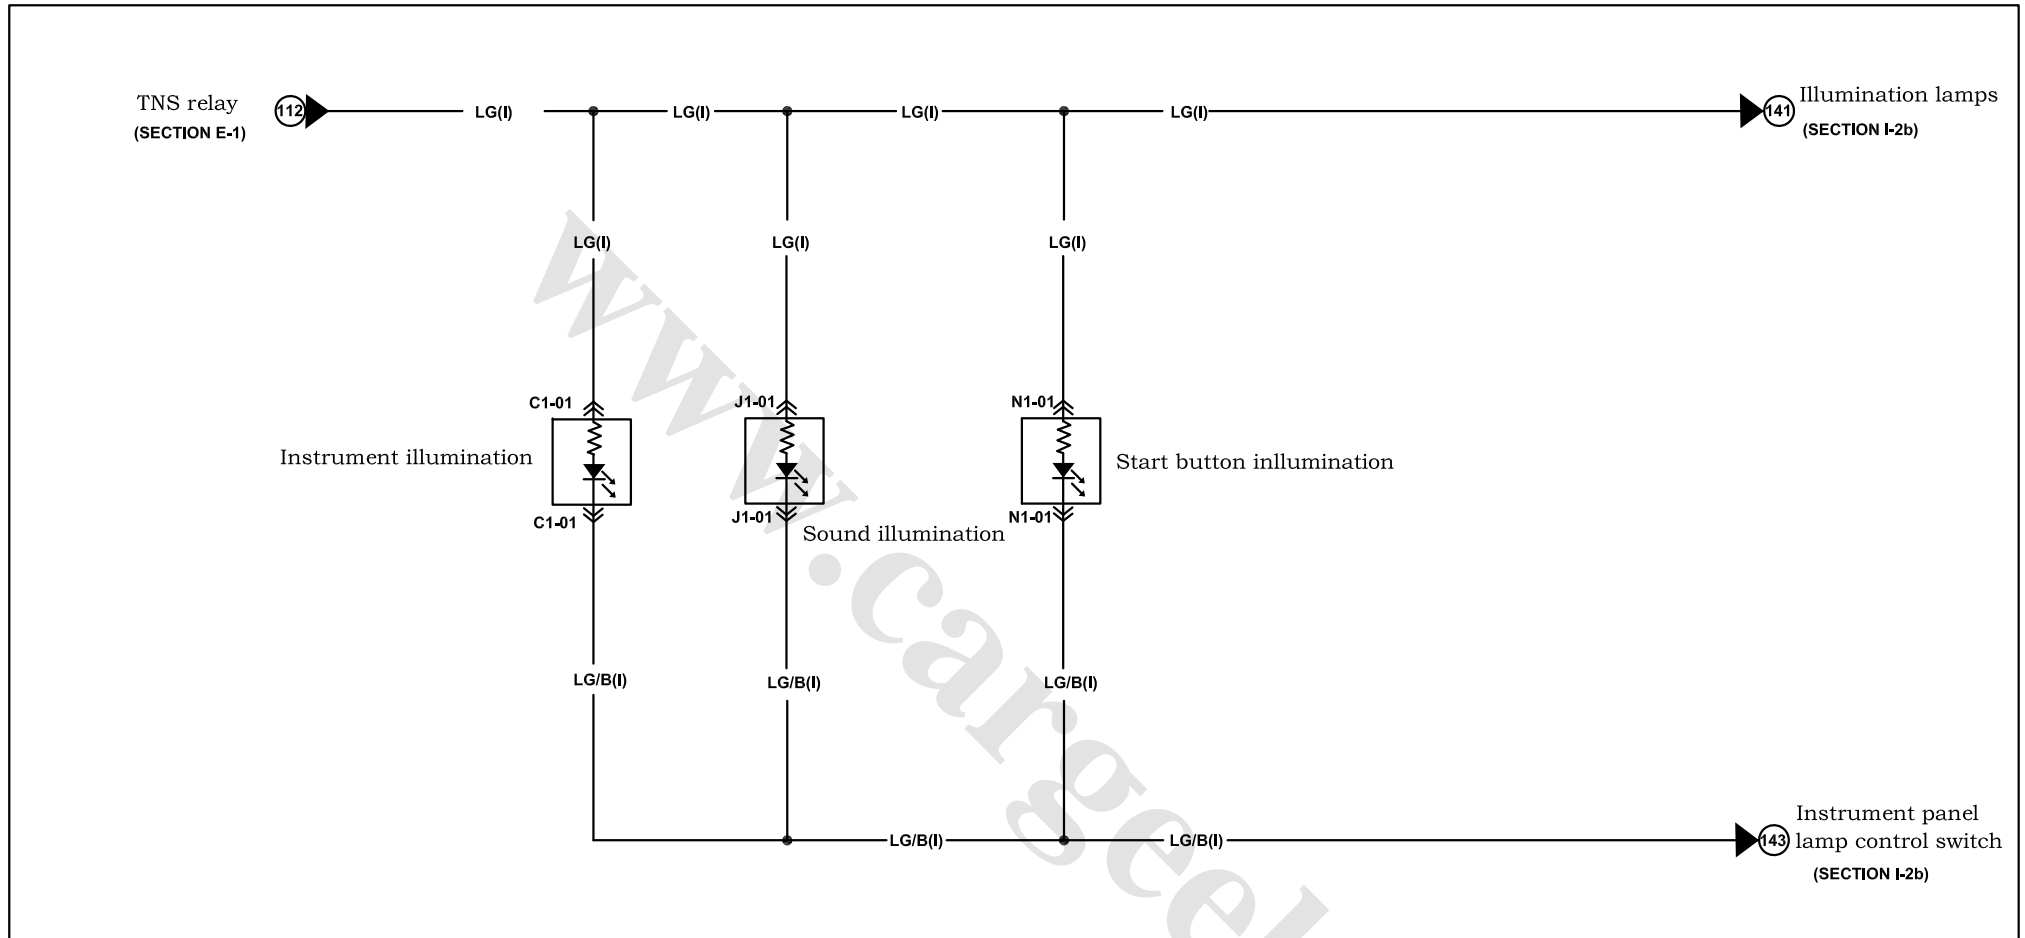 TNS relay
(SECTION E-1)
112
LG(I)
LG(I)
LG(I)
LG(I)
141
Illumination lamps
(SECTION I-2b)
LG(I)
LG(I)
LG(I)
C1-01
J1-01
N1-01
Instrument illumination
Start button inllumination
C1-01
J1-01
N1-01
Sound illumination
LG/B(I)
LG/B(I)
LG/B(I)
LG/B(I)
LG/B(I)
143
Instrument panel
lamp control switch
(SECTION I-2b)